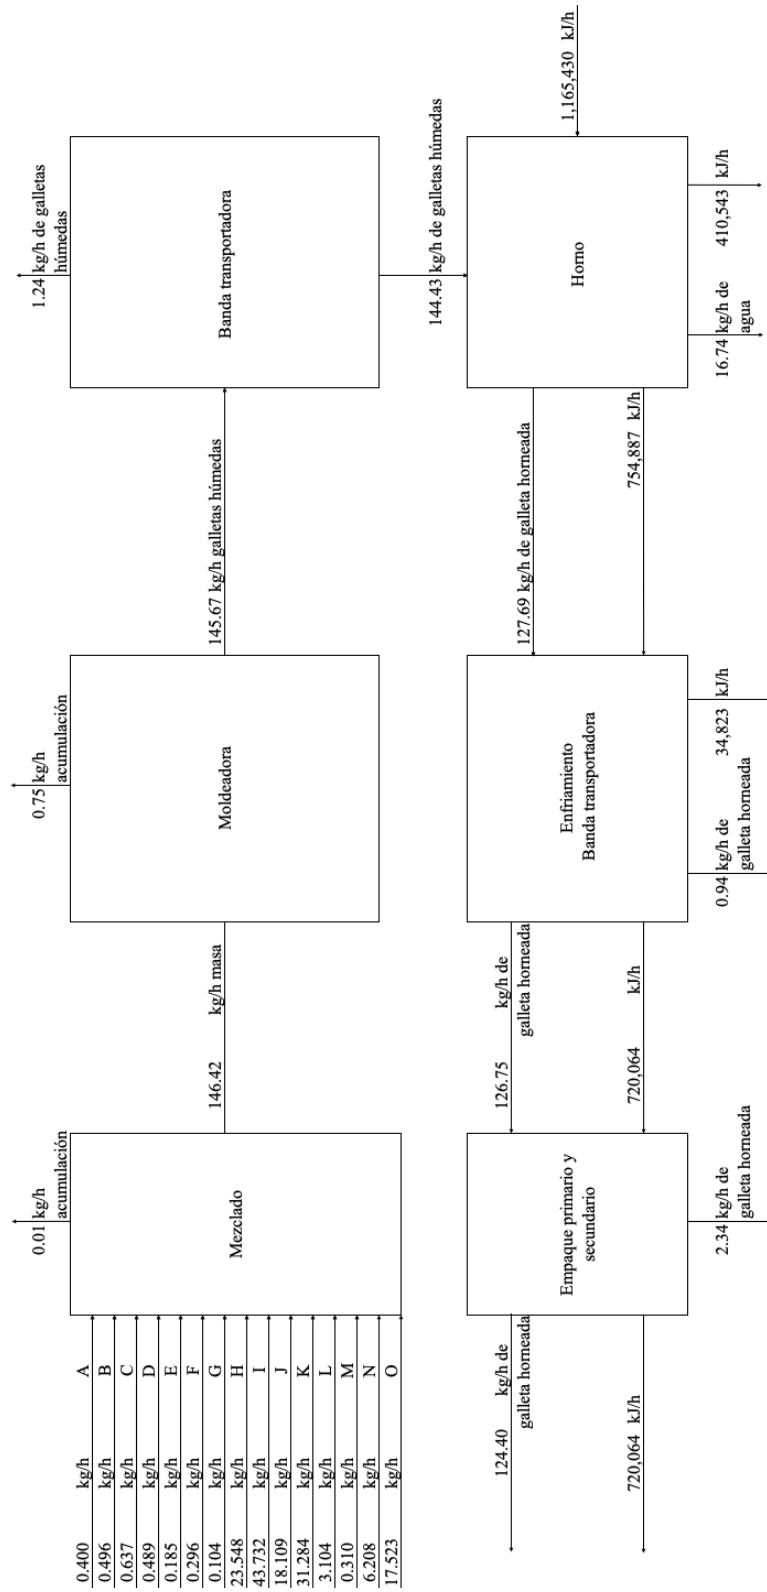 0.400 kg/h A
0.496 kg/h B
0.637 kg/h C
0.489 kg/h D
0.185 kg/h E
0.296 kg/h F
0.104 kg/h G
23.548 kg/h H
43.732 kg/h I
18.109 kg/h J
31.284 kg/h K
3.104 kg/h L
0.310 kg/h M
6.208 kg/h N
17.523 kg/h O
0.01 kg/h
acumulación
Mezclado
146.42 kg/h masa
0.75 kg/h
acumulación
Moldeadora
145.67 kg/h galletas húmedas
1.24 kg/h de galletas
húmedas
Banda transportadora
144.43 kg/h de galletas húmedas
1,165,430 kJ/h
Horno
16.74 kg/h de
agua
410,543 kJ/h
127.69 kg/h de galleta horneada
754,887 kJ/h
Enfriamiento
Banda transportadora
0.94 kg/h de
galleta horneada
34,823 kJ/h
126.75 kg/h de
galleta horneada
720,064 kJ/h
Empaque primario y
secundario
2.34 kg/h de
galleta horneada
124.40 kg/h de
galleta horneada
720,064 kJ/h